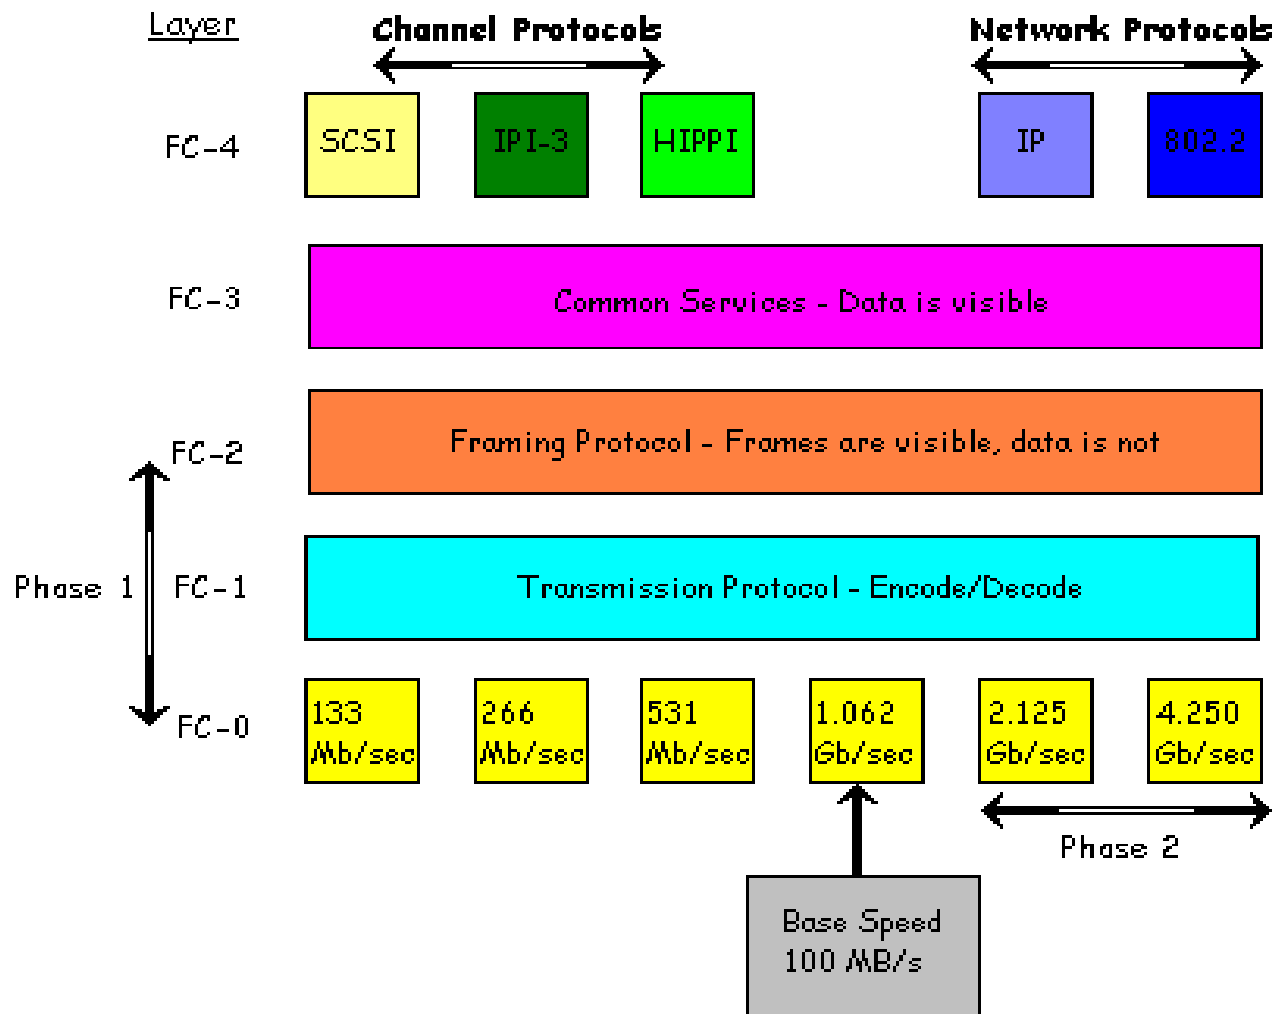 Layer
Channel Protocols
Network Protocols
FC-4
SCSI
IPI-3
HIPPI
IP
802.2
FC-3
Common Services - Data is visible
FC-2
Framing Protocol - Frames are visible, data is not
Phase 1
FC-1
Transmission Protocol - Encode/Decode
FC-0
133
Mb/sec
266
Mb/sec
531
Mb/sec
1.062
Gb/sec
2.125
Gb/sec
4.250
Gb/sec
Phase 2
Base Speed
100 MB/s